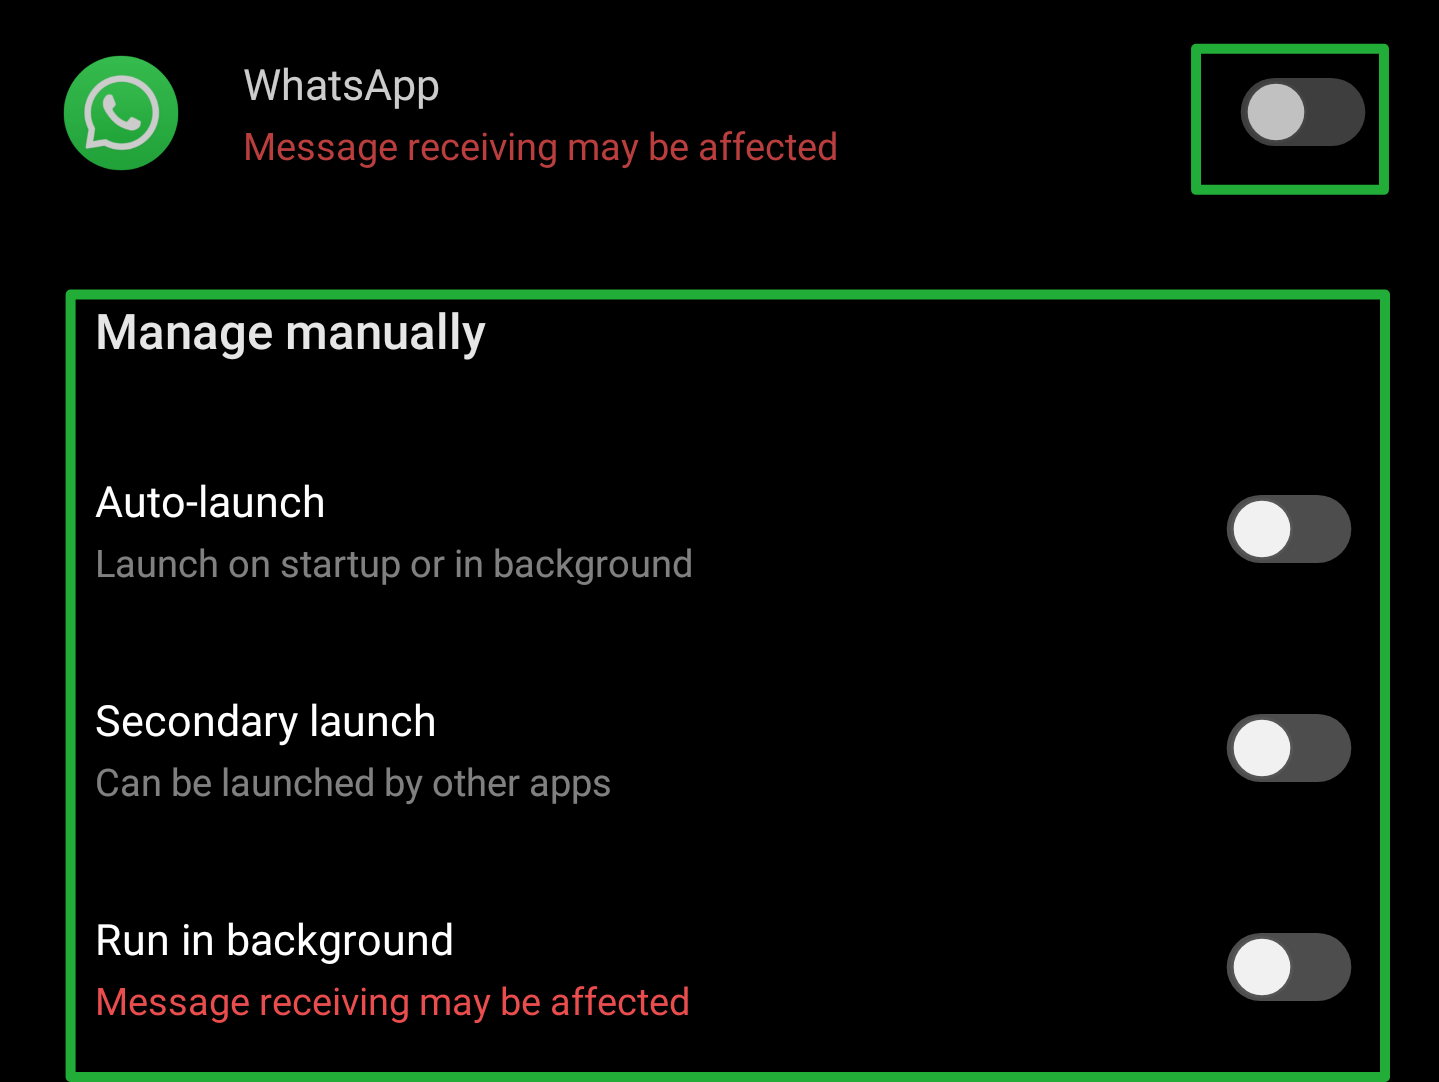 WhatsApp
Message receiving may be affected
Manage manually
Auto-launch
Launch on startup or in background
Secondary launch
Can be launched by other apps
Run in background
Message receiving may be affected